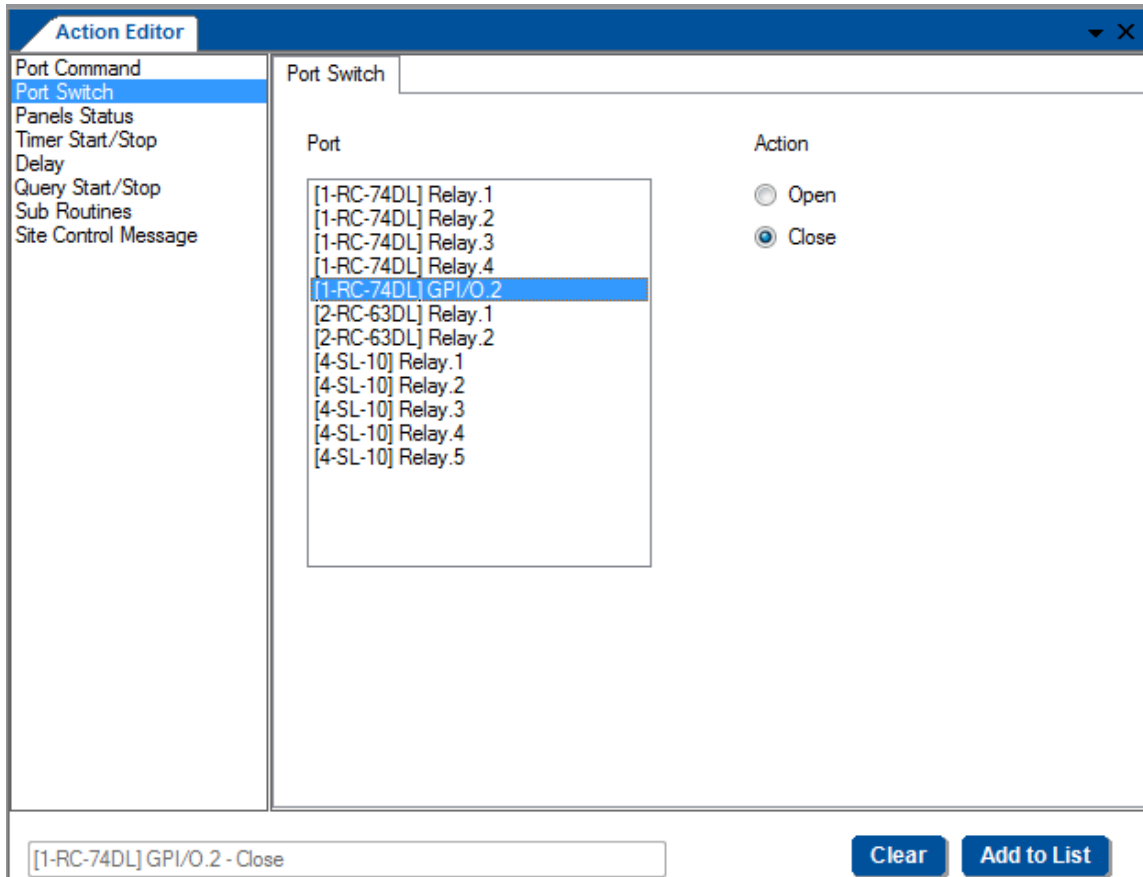 Action Editor
Port Command
Port Switch
Panels Status
Timer Start/Stop
Delay
Query Start/Stop
Sub Routines
Site Control Message
Port Switch
Port
[1-RC-74DL] Relay.1
[1-RC-74DL] Relay.2
[1-RC-74DL] Relay.3
[1-RC-74DL] Relay.4
[1-RC-74DL] GPI/O.2
[2-RC-63DL] Relay.1
[2-RC-63DL] Relay.2
[4-SL-10] Relay.1
[4-SL-10] Relay.2
[4-SL-10] Relay.3
[4-SL-10] Relay.4
[4-SL-10] Relay.5
Action
Open
Close
[1-RC-74DL] GPI/O.2 - Close
Clear
Add to List